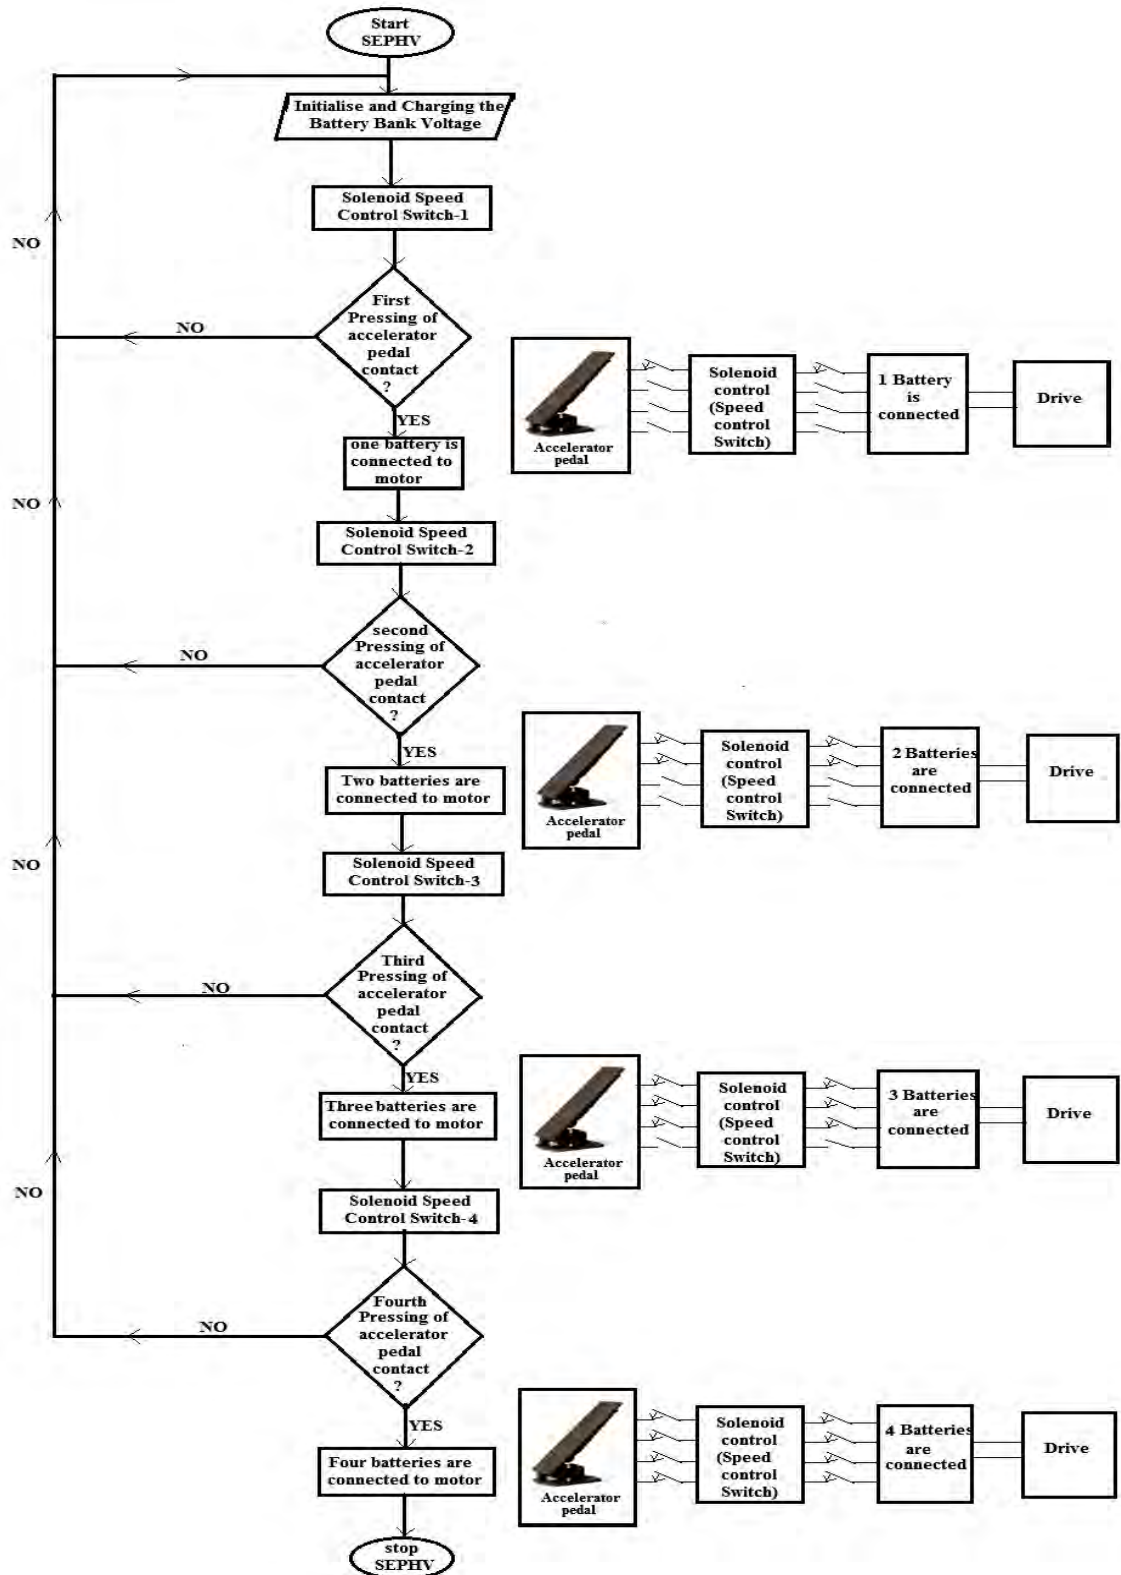 Start
SEPHV
Initialise and Charging the
Battery Bank Voltage
Solenoid Speed
Control Switch-1
NO
First
Pressing of
accelerator
pedal
contact
?
NO
YES
one battery is
connected to
motor
Accelerator
pedal
Solenoid
control
(Speed
control
Switch)
1 Battery
is
connected
Drive
NO
Solenoid Speed
Control Switch-2
second
Pressing of
accelerator
pedal
contact
?
NO
YES
Two batteries are
connected to motor
Accelerator
pedal
Solenoid
control
(Speed
control
Switch)
2 Batteries
are
connected
Drive
NO
Solenoid Speed
Control Switch-3
Third
Pressing of
accelerator
pedal
contact
?
NO
YES
Three batteries are
connected to motor
Accelerator
pedal
Solenoid
control
(Speed
control
Switch)
3 Batteries
are
connected
Drive
NO
Solenoid Speed
Control Switch-4
Fourth
Pressing of
accelerator
pedal
contact
?
NO
YES
Four batteries are
connected to motor
Accelerator
pedal
Solenoid
control
(Speed
control
Switch)
4 Batteries
are
connected
Drive
stop
SEPHV